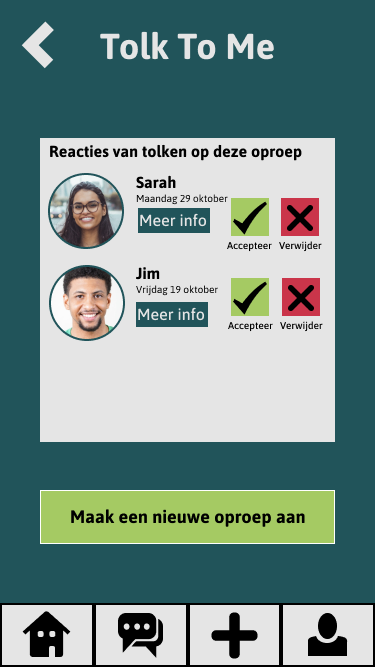 Tolk To Me
Reacties van tolken op deze oproep
Sarah
Maandag 29 oktober
Meer info
Accepteer Verwijder
Jim
Vrijdag 19 oktober
Meer info
Accepteer Verwijder
Maak een nieuwe oproep aan